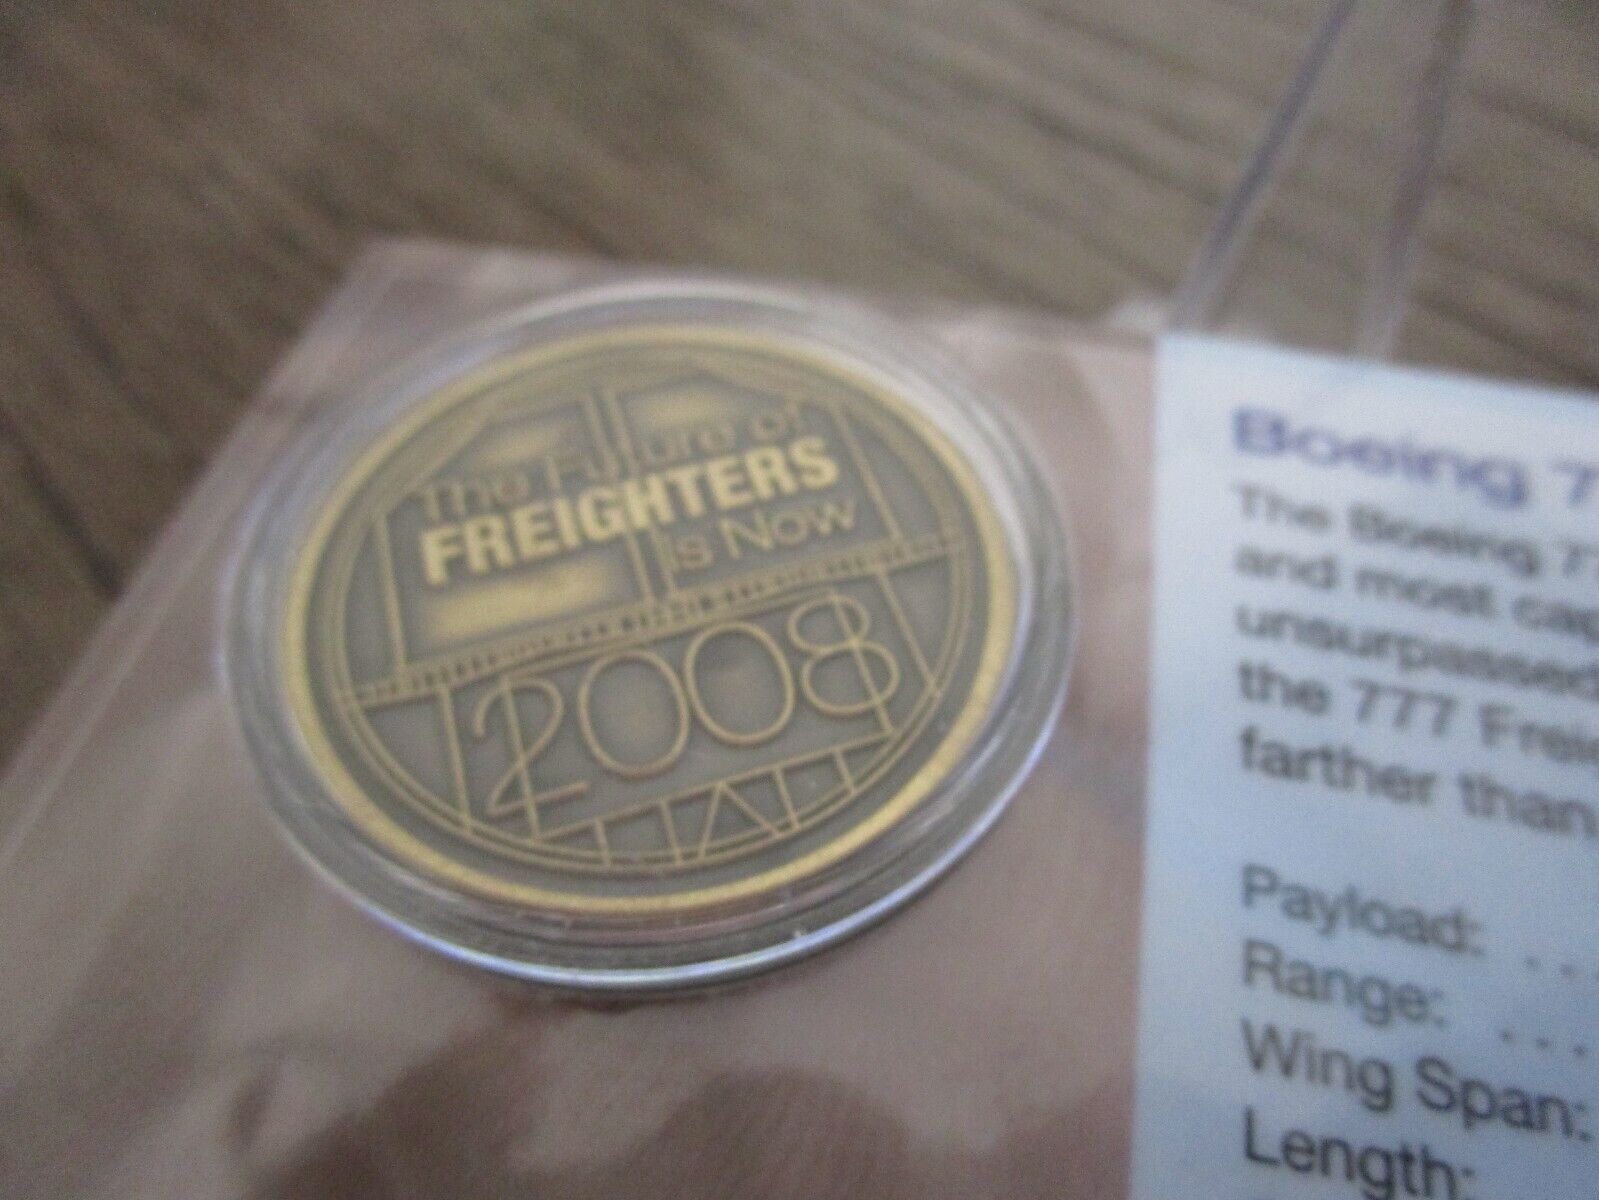 The Future of
FREIGHTERS
is Now
2008
Boeing 7
The Boeing 77
and most cap
unsurpassed
the 777 Frei
farther than
Payload: . . .
Range: . . . .
Wing Span:
Length: